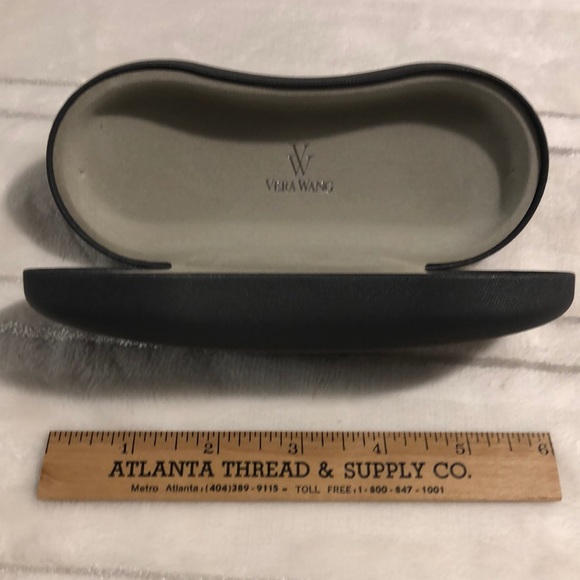 VW
VERA WANG
1 2 3 4 5 6
ATLANTA THREAD & SUPPLY CO.
Metro Atlanta: (404)389-9115 - TOLL FREE: 1-800-847-1001